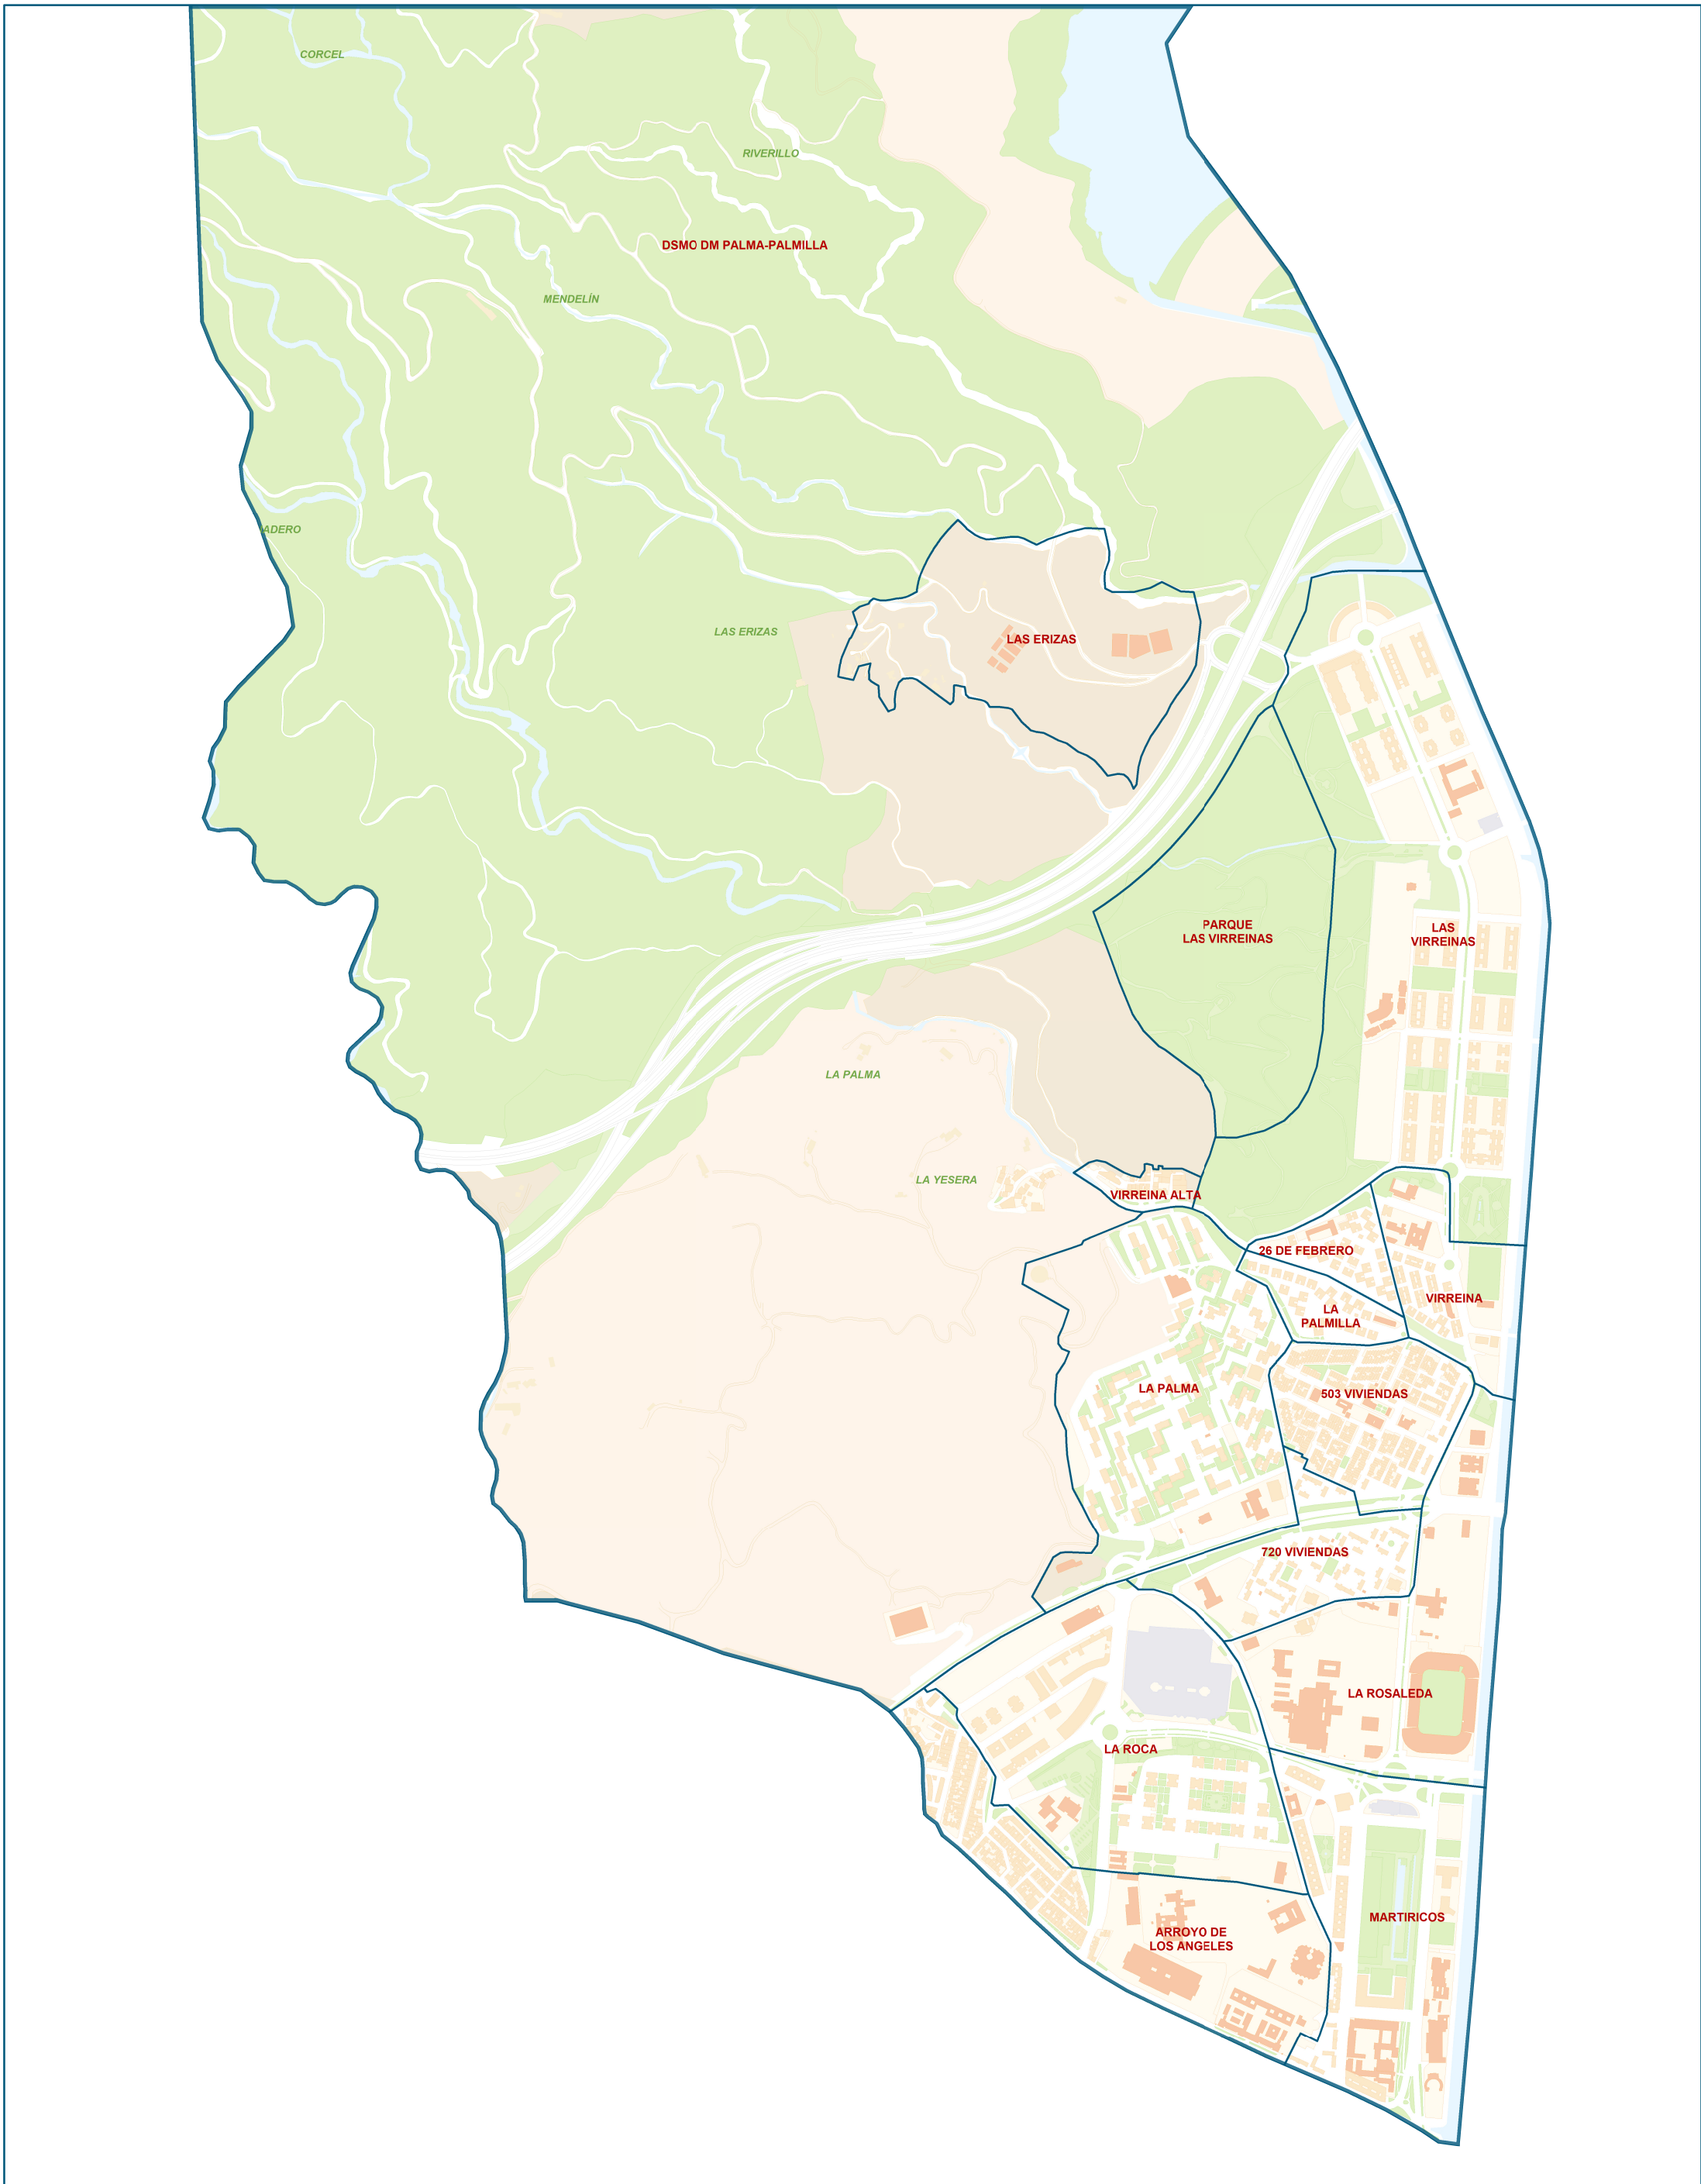 CORCEL
RIVERILLO
DSMO DM PALMA-PALMILLA
MENDELÍN
ADERO
LAS ERIZAS
LAS ERIZAS
PARQUE
LAS VIRREINAS
LAS
VIRREINAS
LA PALMA
LA YESERA
VIRREINA ALTA
26 DE FEBRERO
VIRREINA
LA
PALMILLA
LA PALMA
503 VIVIENDAS
720 VIVIENDAS
LA ROSALEDA
LA ROCA
MARTIRICOS
ARROYO DE
LOS ANGELES